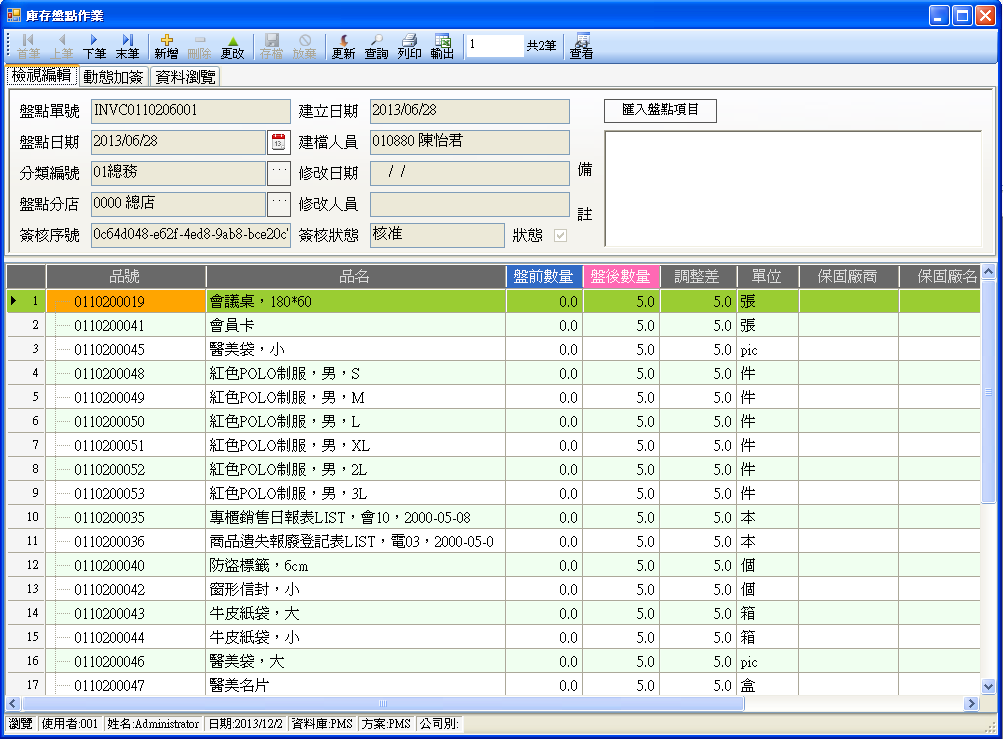 庫存盤點作業
首筆 上筆 下筆 末筆 新增 刪除 更改 存檔 放棄 更新 查詢 列印 輸出 1 共2筆 查看
檢視編輯 動態加簽 資料瀏覽
盤點單號 INVC0110206001 建立日期 2013/06/28 匯入盤點項目
盤點日期 2013/06/28 建檔人員 010880 陳怡君
分類編號 01總務 ... 修改日期 / / 備
盤點分店 0000 總店 ... 修改人員 註
簽核序號 0c64d048-e62f-4ed8-9ab8-bce20c 簽核狀態 核准 狀態
品號 品名 盤前數量 盤後數量 調整差 單位 保固廠商 保固廠名
1 0110200019 會議桌，180*60 0.0 5.0 5.0 張
2 0110200041 會員卡 0.0 5.0 5.0 張
3 0110200045 醫美袋，小 0.0 5.0 5.0 pic
4 0110200048 紅色POLO制服，男，S 0.0 5.0 5.0 件
5 0110200049 紅色POLO制服，男，M 0.0 5.0 5.0 件
6 0110200050 紅色POLO制服，男，L 0.0 5.0 5.0 件
7 0110200051 紅色POLO制服，男，XL 0.0 5.0 5.0 件
8 0110200052 紅色POLO制服，男，2L 0.0 5.0 5.0 件
9 0110200053 紅色POLO制服，男，3L 0.0 5.0 5.0 件
10 0110200035 專櫃銷售日報表LIST，會10，2000-05-08 0.0 5.0 5.0 本
11 0110200036 商品遺失報廢登記表LIST，電03，2000-05-0 0.0 5.0 5.0 本
12 0110200040 防盜標籤，6cm 0.0 5.0 5.0 個
13 0110200042 窗形信封，小 0.0 5.0 5.0 個
14 0110200043 牛皮紙袋，大 0.0 5.0 5.0 箱
15 0110200044 牛皮紙袋，小 0.0 5.0 5.0 箱
16 0110200046 醫美袋，大 0.0 5.0 5.0 pic
17 0110200047 醫美名片 0.0 5.0 5.0 盒
瀏覽 使用者:001 姓名:Administrator 日期:2013/12/2 資料庫:PMS 方案:PMS 公司別: